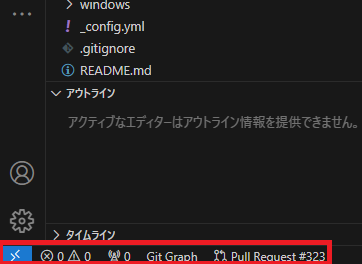 windows
_config.yml
.gitignore
README.md
アウトライン
アクティブなエディターはアウトライン情報を提供できません。
タイムライン
0 0 0 Git Graph Pull Request #323